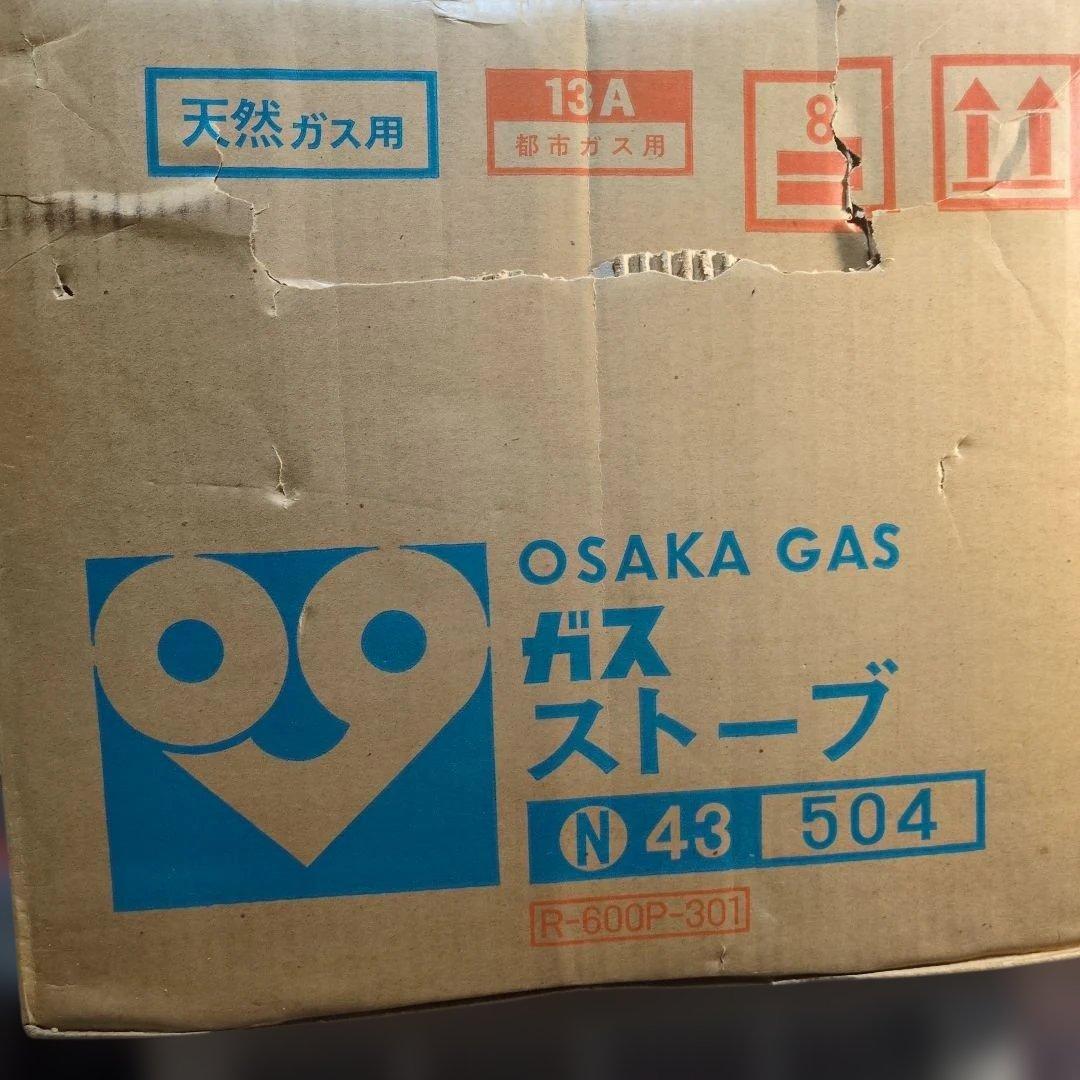 天然ガス用
13A
都市ガス用
8
OSAKA GAS
ガス
ストーブ
N 43 504
R-600P-301